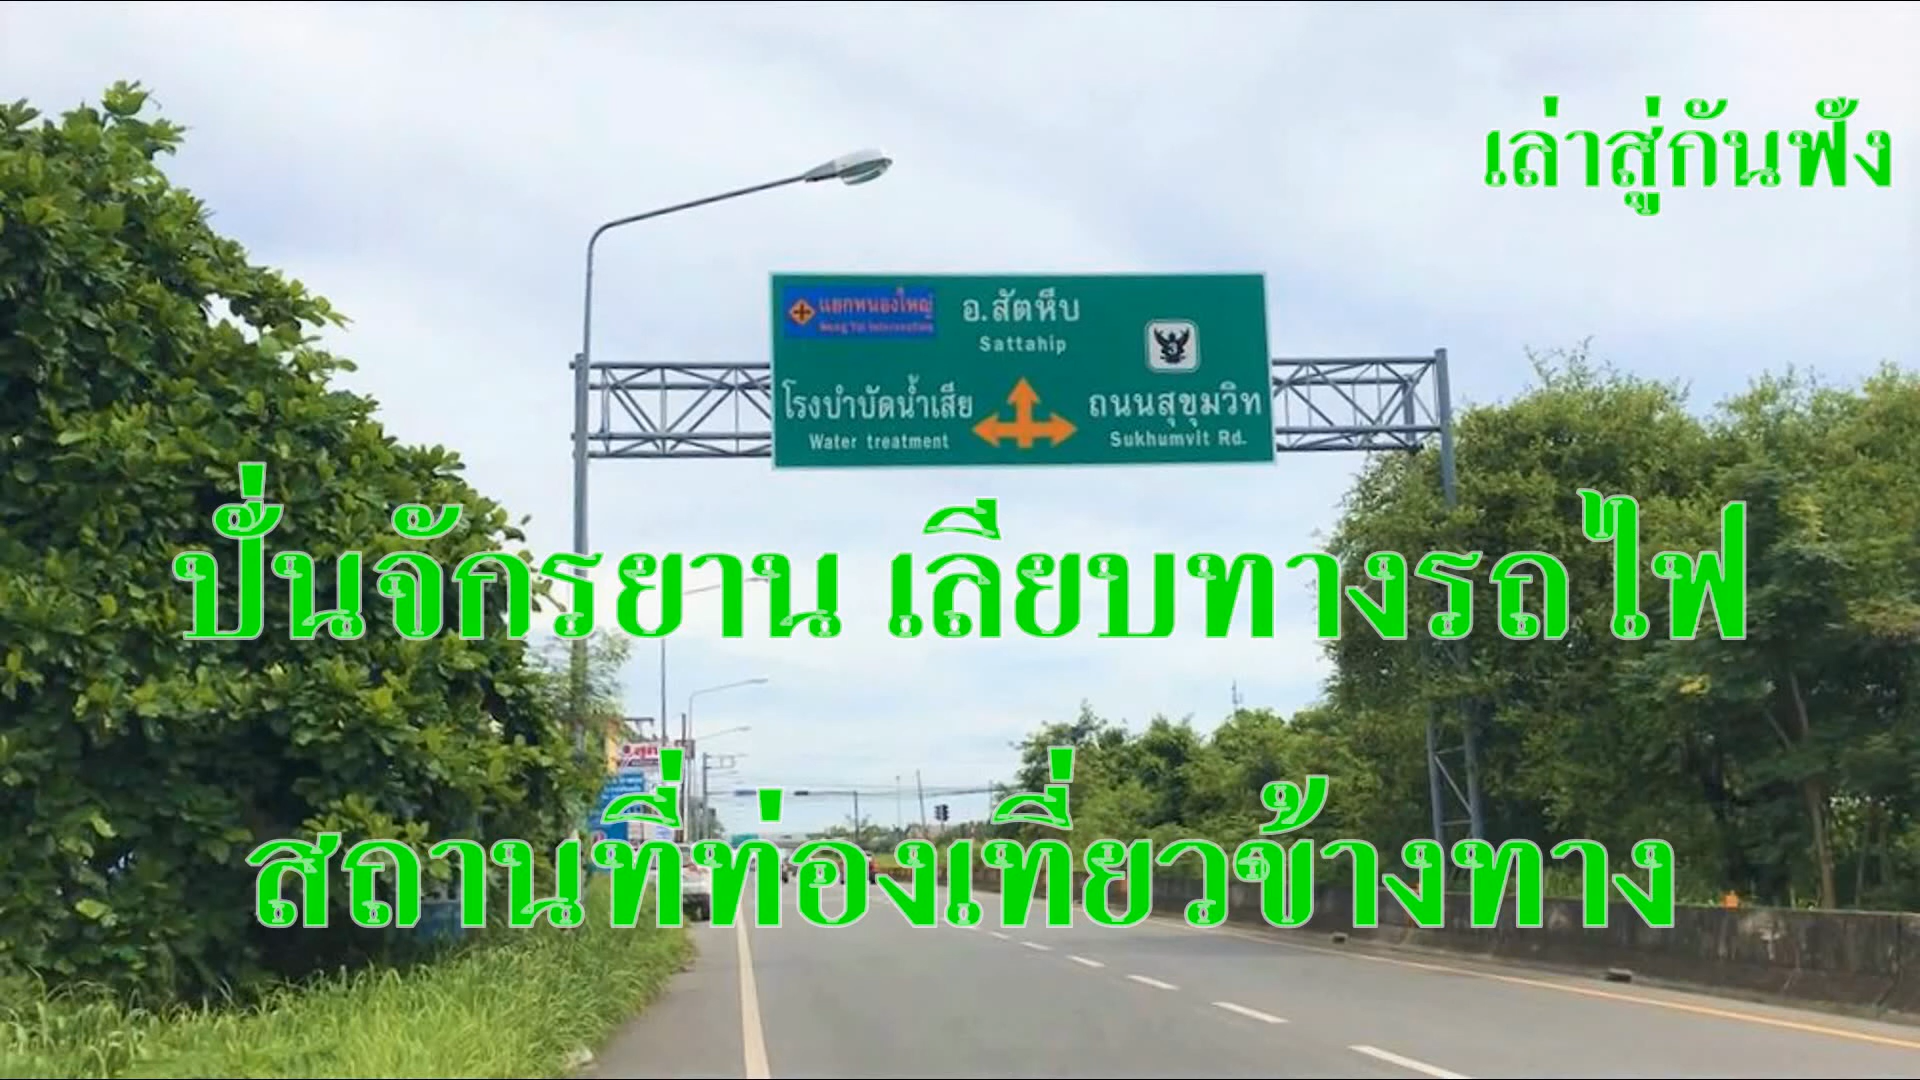 เล่าสู่กันฟัง
แยกหนองใหญ่
Nong Yai Intersection
อ.สัตหีบ
Sattahip
3
โรงบำบัดน้ำเสีย
Water treatment
ถนนสุขุมวิท
Sukhumvit Rd.
ปั่นจักรยาน เลียบทางรถไฟ
สถานที่ท่องเที่ยวข้างทาง